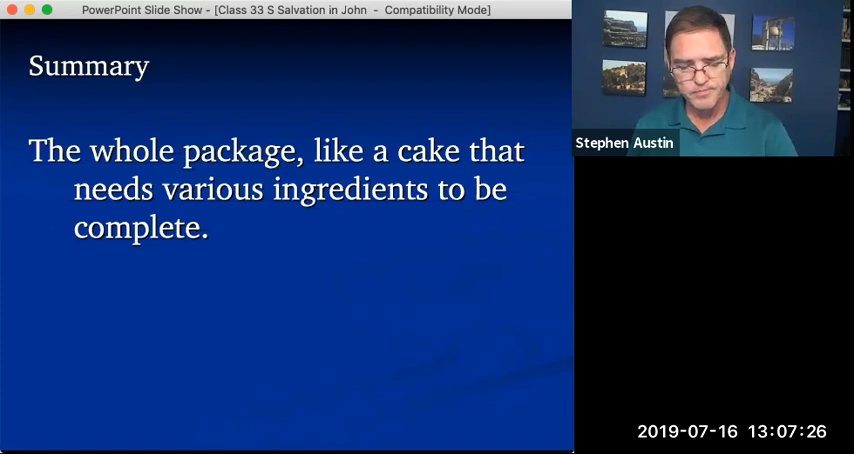 PowerPoint Slide Show - [Class 33 S Salvation in John - Compatibility Mode]
Summary
The whole package, like a cake that
needs various ingredients to be
complete.
Stephen Austin
2019-07-16 13:07:26